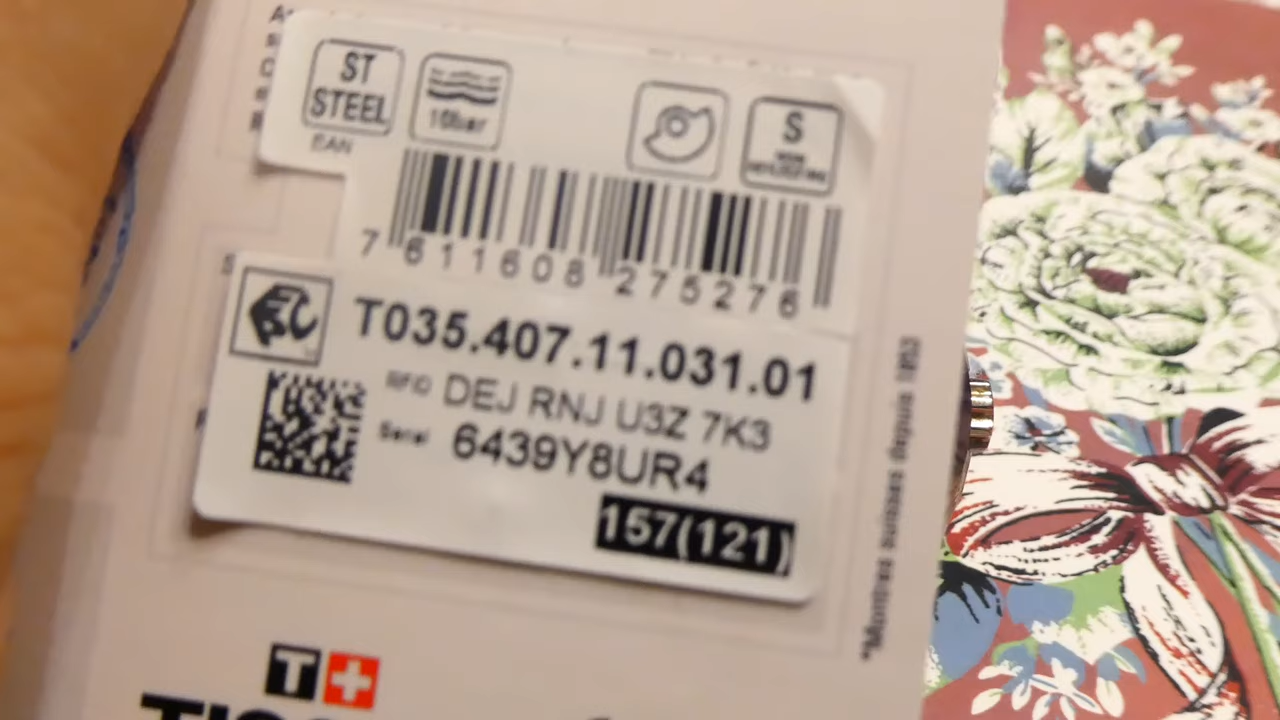 ST
STEEL
10bar
S
EAN
7 611608 275276
T035.407.11.031.01
RFID DEJ RNJ U3Z 7K3
Serial 6439Y8UR4
157(121)
*Montres suisses depuis 1853
T+